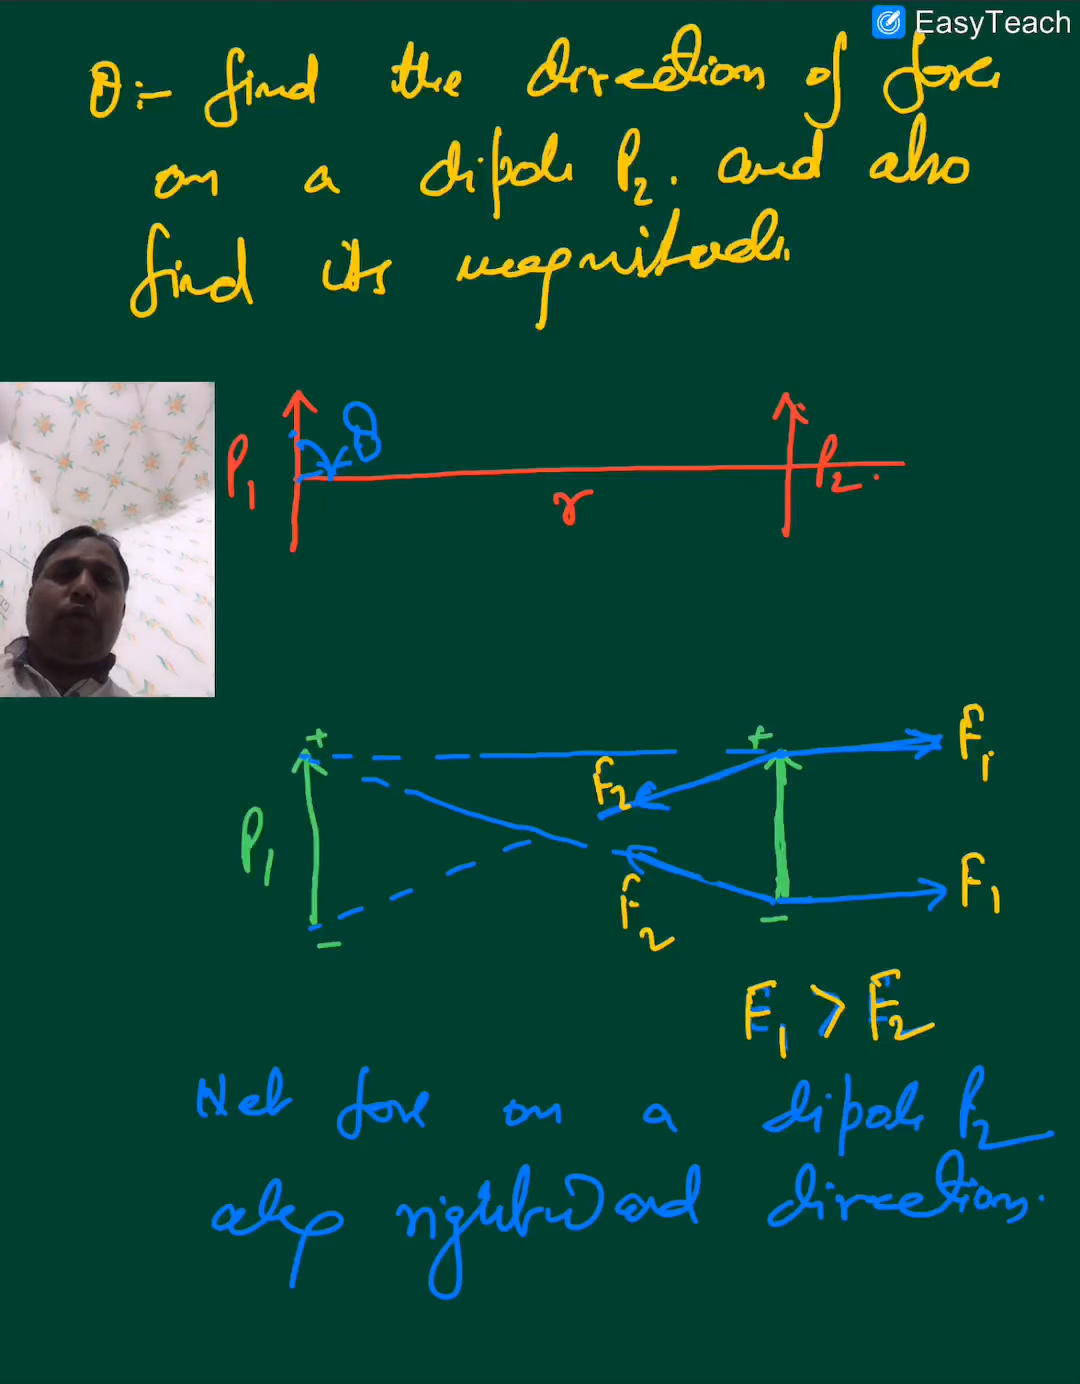 EasyTeach
Q:- find the direction of force
on a dipole P₂. and also
find its magnitude.
P₁ θ P₂.
r
+ + F₁
F₂
P₁ F₁
F₂
- -
F₁ > F₂
Net force on a dipole P₂
along rightward direction.